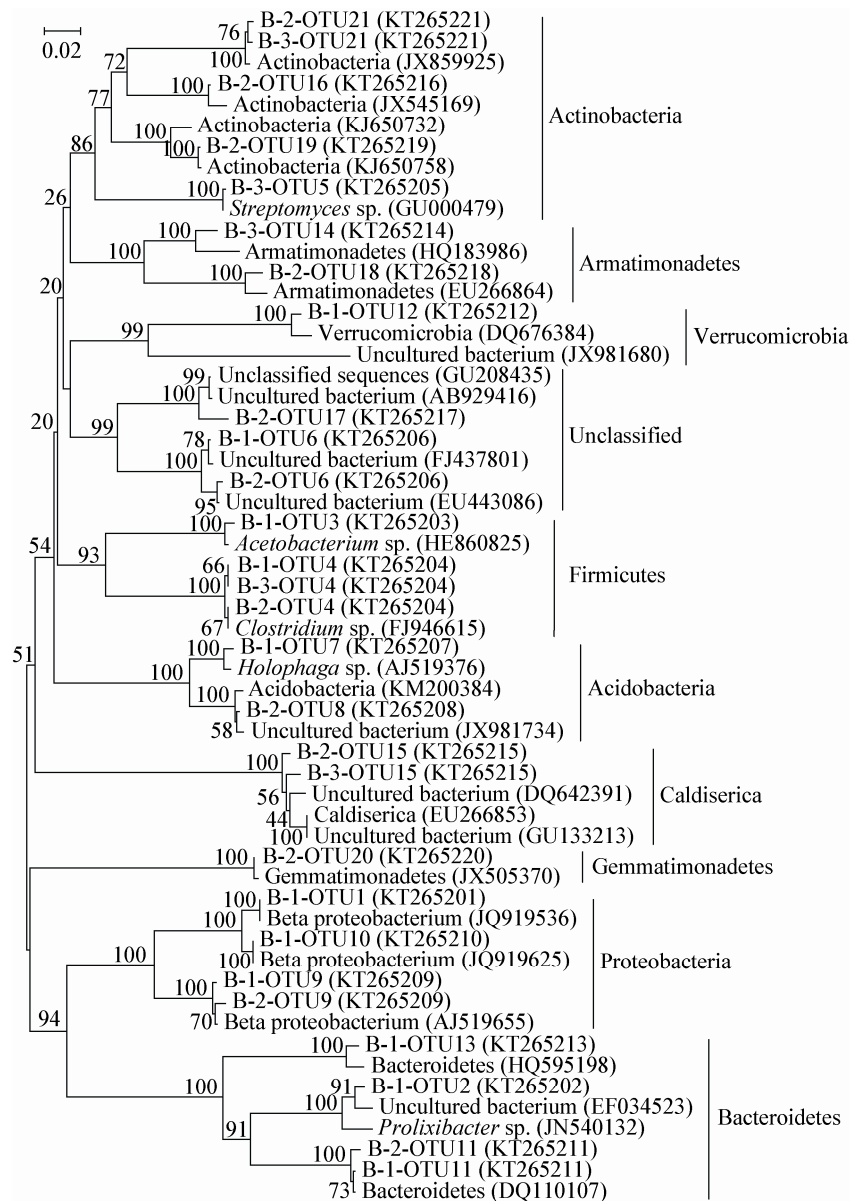 B-2-OTU21 (KT265221)
76
B-3-OTU21 (KT265221)
0.02
100
Actinobacteria (JX859925)
72
B-2-OTU16 (KT265216)
100
Actinobacteria (JX545169)
77
Actinobacteria (KJ650732)
Actinobacteria
100
B-2-OTU19 (KT265219)
86
100
Actinobacteria (KJ650758)
B-3-OTU5 (KT265205)
100
26
Streptomyces sp. (GU000479)
B-3-OTU14 (KT265214)
100
100
Armatimonadetes (HQ183986)
Armatimonadetes
B-2-OTU18 (KT265218)
100
20
Armatimonadetes (EU266864)
B-1-OTU12 (KT265212)
100
99
Verrucomicrobia (DQ676384)
Verrucomicrobia
Uncultured bacterium (JX981680)
99
Unclassified sequences (GU208435)
100
Uncultured bacterium (AB929416)
20
B-2-OTU17 (KT265217)
99
78
B-1-OTU6 (KT265206)
Unclassified
100
Uncultured bacterium (FJ437801)
B-2-OTU6 (KT265206)
95
Uncultured bacterium (EU443086)
100
B-1-OTU3 (KT265203)
54
93
Acetobacterium sp. (HE860825)
66
B-1-OTU4 (KT265204)
Firmicutes
100
B-3-OTU4 (KT265204)
B-2-OTU4 (KT265204)
67
Clostridium sp. (FJ946615)
51
100
B-1-OTU7 (KT265207)
100
Holophaga sp. (AJ519376)
100
Acidobacteria (KM200384)
Acidobacteria
B-2-OTU8 (KT265208)
58
Uncultured bacterium (JX981734)
100
B-2-OTU15 (KT265215)
B-3-OTU15 (KT265215)
56
Uncultured bacterium (DQ642391)
Caldiserica
44
Caldiserica (EU266853)
100
Uncultured bacterium (GU133213)
100
B-2-OTU20 (KT265220)
Gemmatimonadetes (JX505370)
Gemmatimonadetes
100
B-1-OTU1 (KT265201)
100
Beta proteobacterium (JQ919536)
B-1-OTU10 (KT265210)
100
100
Beta proteobacterium (JQ919625)
Proteobacteria
100
B-1-OTU9 (KT265209)
B-2-OTU9 (KT265209)
94
70
Beta proteobacterium (AJ519655)
100
B-1-OTU13 (KT265213)
Bacteroidetes (HQ595198)
100
91
B-1-OTU2 (KT265202)
100
Uncultured bacterium (EF034523)
91
Prolixibacter sp. (JN540132)
Bacteroidetes
100
B-2-OTU11 (KT265211)
B-1-OTU11 (KT265211)
73
Bacteroidetes (DQ110107)